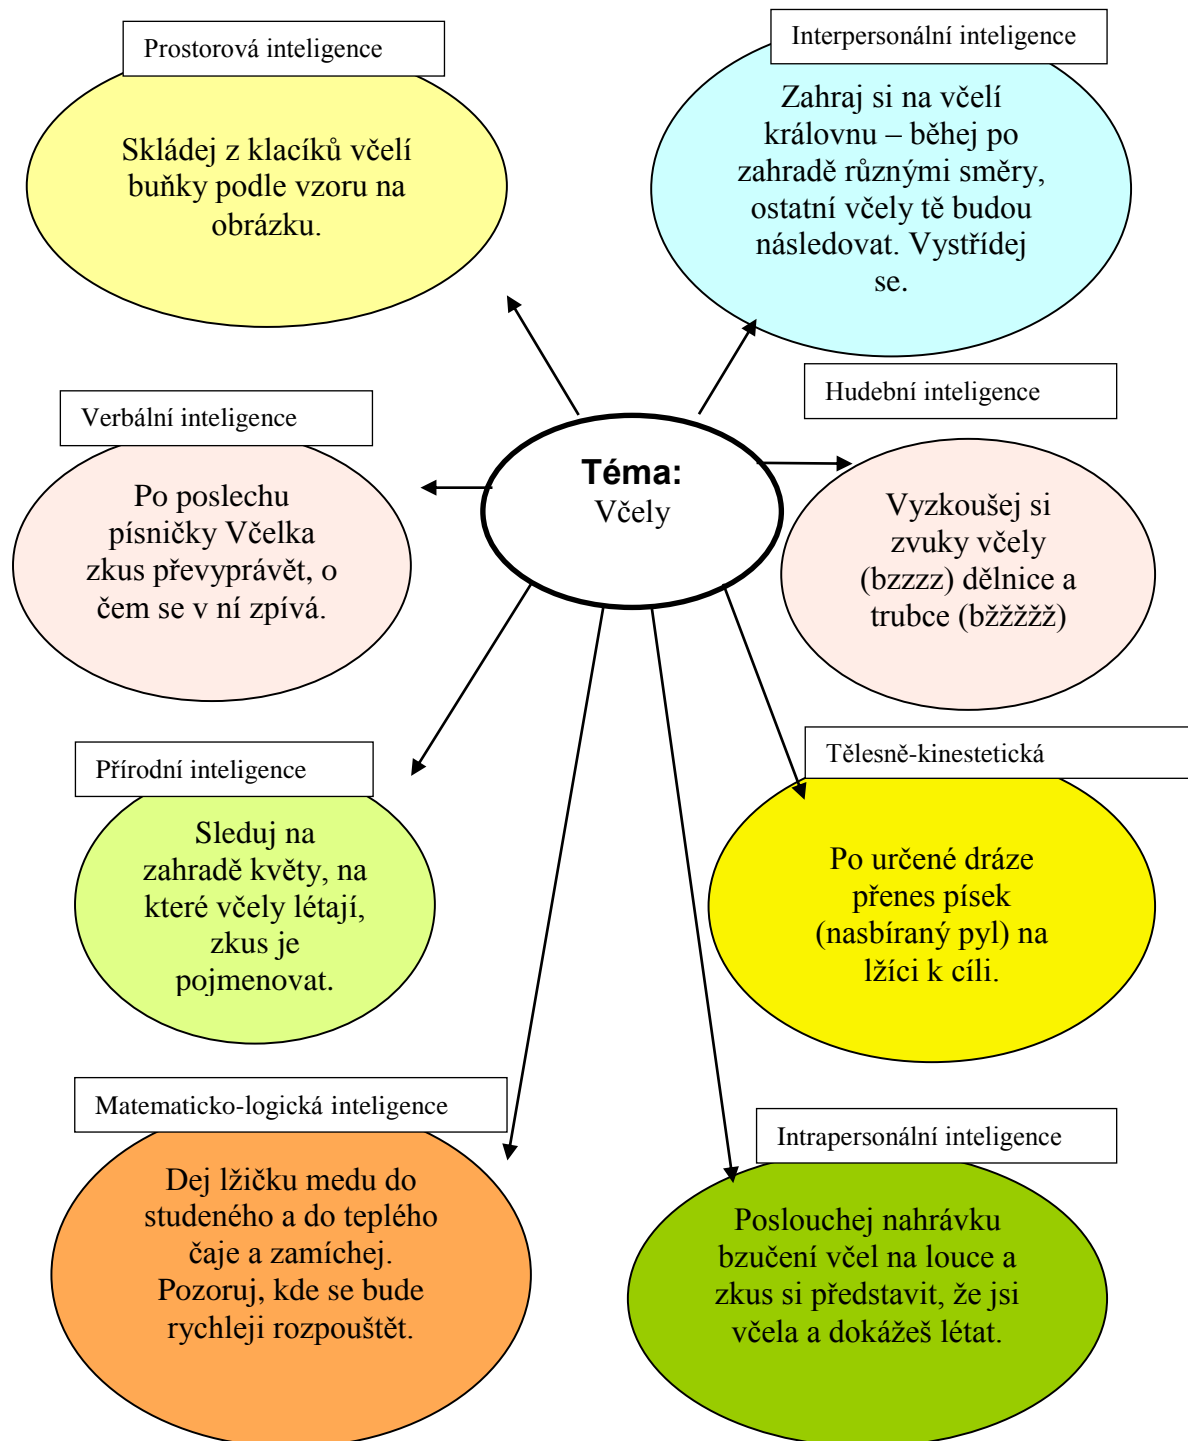 Prostorová inteligence
Skládej z klacíků včelí
buňky podle vzoru na
obrázku.
Interpersonální inteligence
Zahraj si na včelí
královnu – běhej po
zahradě různými směry,
ostatní včely tě budou
následovat. Vystřídej
se.
Téma:
Včely
Verbální inteligence
Po poslechu
písničky Včelka
zkus převyprávět, o
čem se v ní zpívá.
Hudební inteligence
Vyzkoušej si
zvuky včely
(bzzzz) dělnice a
trubce (bžžžžž)
Přírodní inteligence
Sleduj na
zahradě květy, na
které včely létají,
zkus je
pojmenovat.
Tělesně-kinestetická
Po určené dráze
přenes písek
(nasbíraný pyl) na
lžíci k cíli.
Matematicko-logická inteligence
Dej lžičku medu do
studeného a do teplého
čaje a zamíchej.
Pozoruj, kde se bude
rychleji rozpouštět.
Intrapersonální inteligence
Poslouchej nahrávku
bzučení včel na louce a
zkus si představit, že jsi
včela a dokážeš létat.